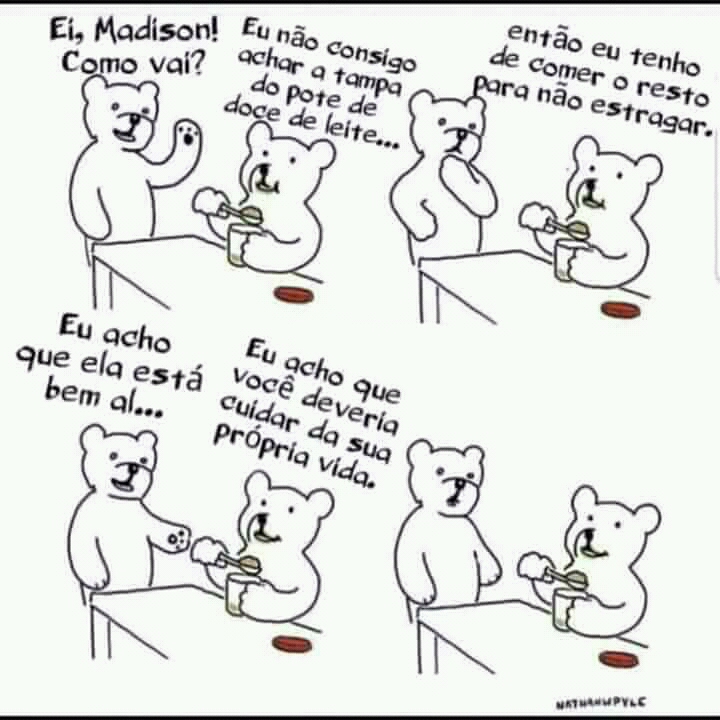 Ei, Madison!
Como vai?
Eu não consigo
achar a tampa
do pote de
doce de leite...
então eu tenho
de comer o resto
para não estragar.
Eu acho
que ela está
bem al...
Eu acho que
você deveria
cuidar da sua
própria vida.
NATHANWPYLE